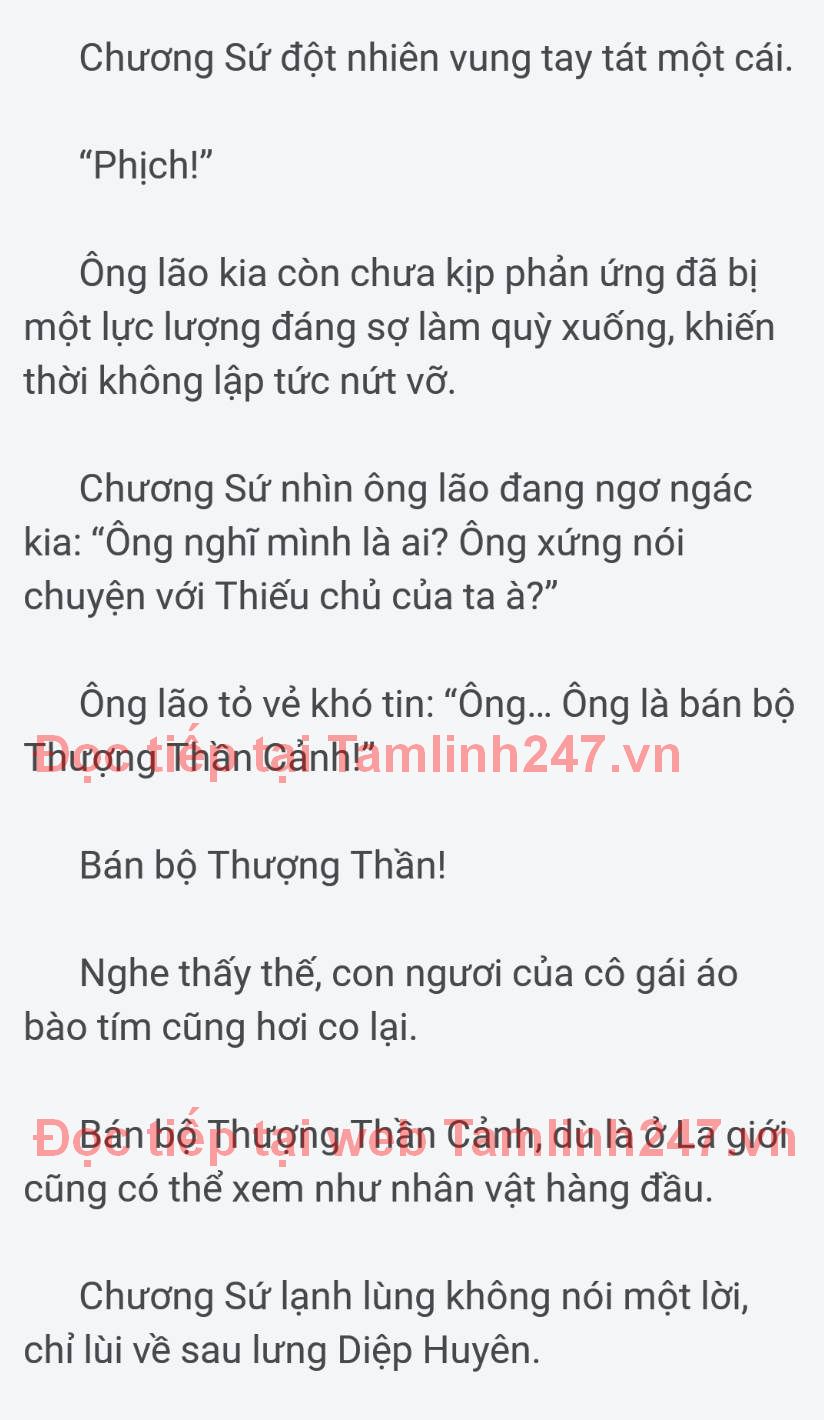 Chương Sứ đột nhiên vung tay tát một cái.
“Phịch!”
Ông lão kia còn chưa kịp phản ứng đã bị
một lực lượng đáng sợ làm quỳ xuống, khiến
thời không lập tức nứt vỡ.
Chương Sứ nhìn ông lão đang ngơ ngác
kia: “Ông nghĩ mình là ai? Ông xứng nói
chuyện với Thiếu chủ của ta à?”
Ông lão tỏ vẻ khó tin: “Ông... Ông là bán bộ
Thượng Thần Cảnh!”
Đọc tiếp tại Tamlinh247.vn
Bán bộ Thượng Thần!
Nghe thấy thế, con ngươi của cô gái áo
bào tím cũng hơi co lại.
Bán bộ Thượng Thần Cảnh, dù là ở La giới
Đọc tiếp tại web Tamlinh247.vn
cũng có thể xem như nhân vật hàng đầu.
Chương Sứ lạnh lùng không nói một lời,
chỉ lùi về sau lưng Diệp Huyên.